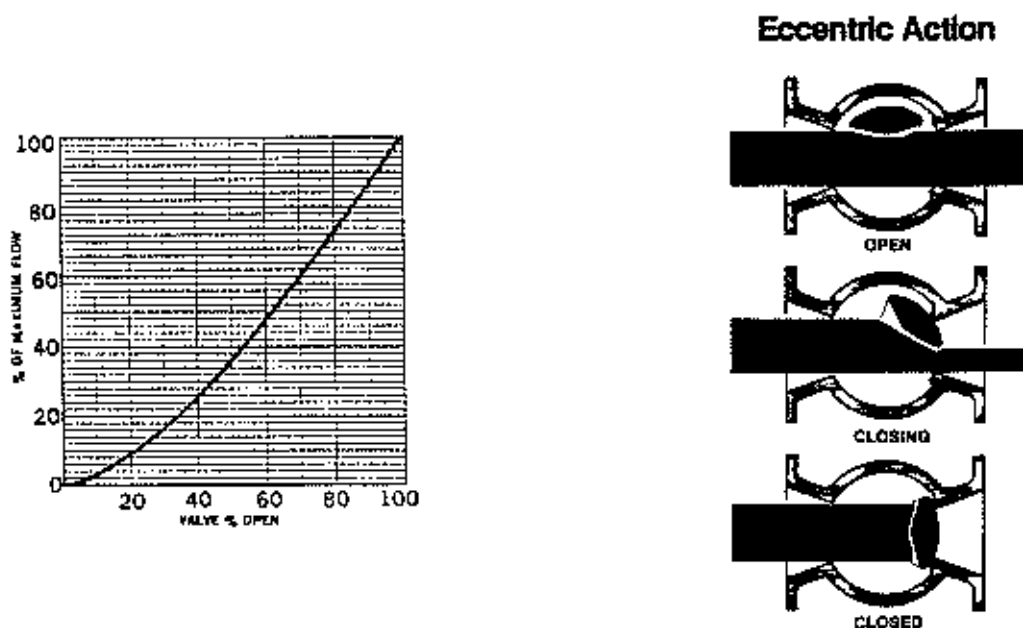 Eccentric Action
100
80
60
40
20
0
% OF MAXIMUM FLOW
20 40 60 80 100
VALVE % OPEN
OPEN
CLOSING
CLOSED